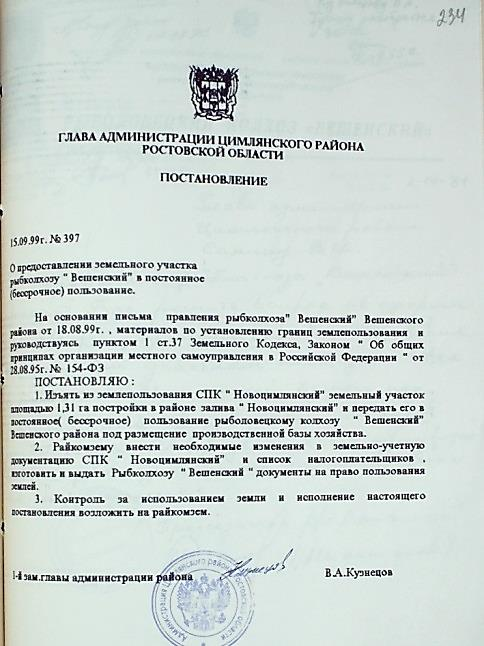 234
ГЛАВА АДМИНИСТРАЦИИ ЦИМЛЯНСКОГО РАЙОНА
РОСТОВСКОЙ ОБЛАСТИ
ПОСТАНОВЛЕНИЕ
15.09.99г. № 397
О предоставлении земельного участка
рыбколхозу " Вешенский" в постоянное
(бессрочное) пользование.
На основании письма правления рыбколхоза" Вешенский" Вешенского
района от 18.08.99г. , материалов по установлению границ землепользования и
руководствуясь пунктом 1 ст.37 Земельного Кодекса, Законом " Об общих
принципах организации местного самоуправления в Российской Федерации " от
28.08.95г. № 154-ФЗ
ПОСТАНОВЛЯЮ :
1. Изъять из землепользования СПК " Новоцимлянский" земельный участок
площадью 1,31 га постройки в районе залива " Новоцимлянский" и передать его в
постоянное( бессрочное) пользование рыболовецкому колхозу " Вешенский"
Вешенского района под размещение производственной базы хозяйства.
2. Райкомзему внести необходимые изменения в земельно-учетную
документацию СПК " Новоцимлянский" и список налогоплательщиков ,
изготовить и выдать Рыбколхозу " Вешенский " документы на право пользования
землей.
3. Контроль за использованием земли и исполнение настоящего
постановления возложить на райкомзем.
1-й зам.главы администрации района Кузнецов В.А.Кузнецов